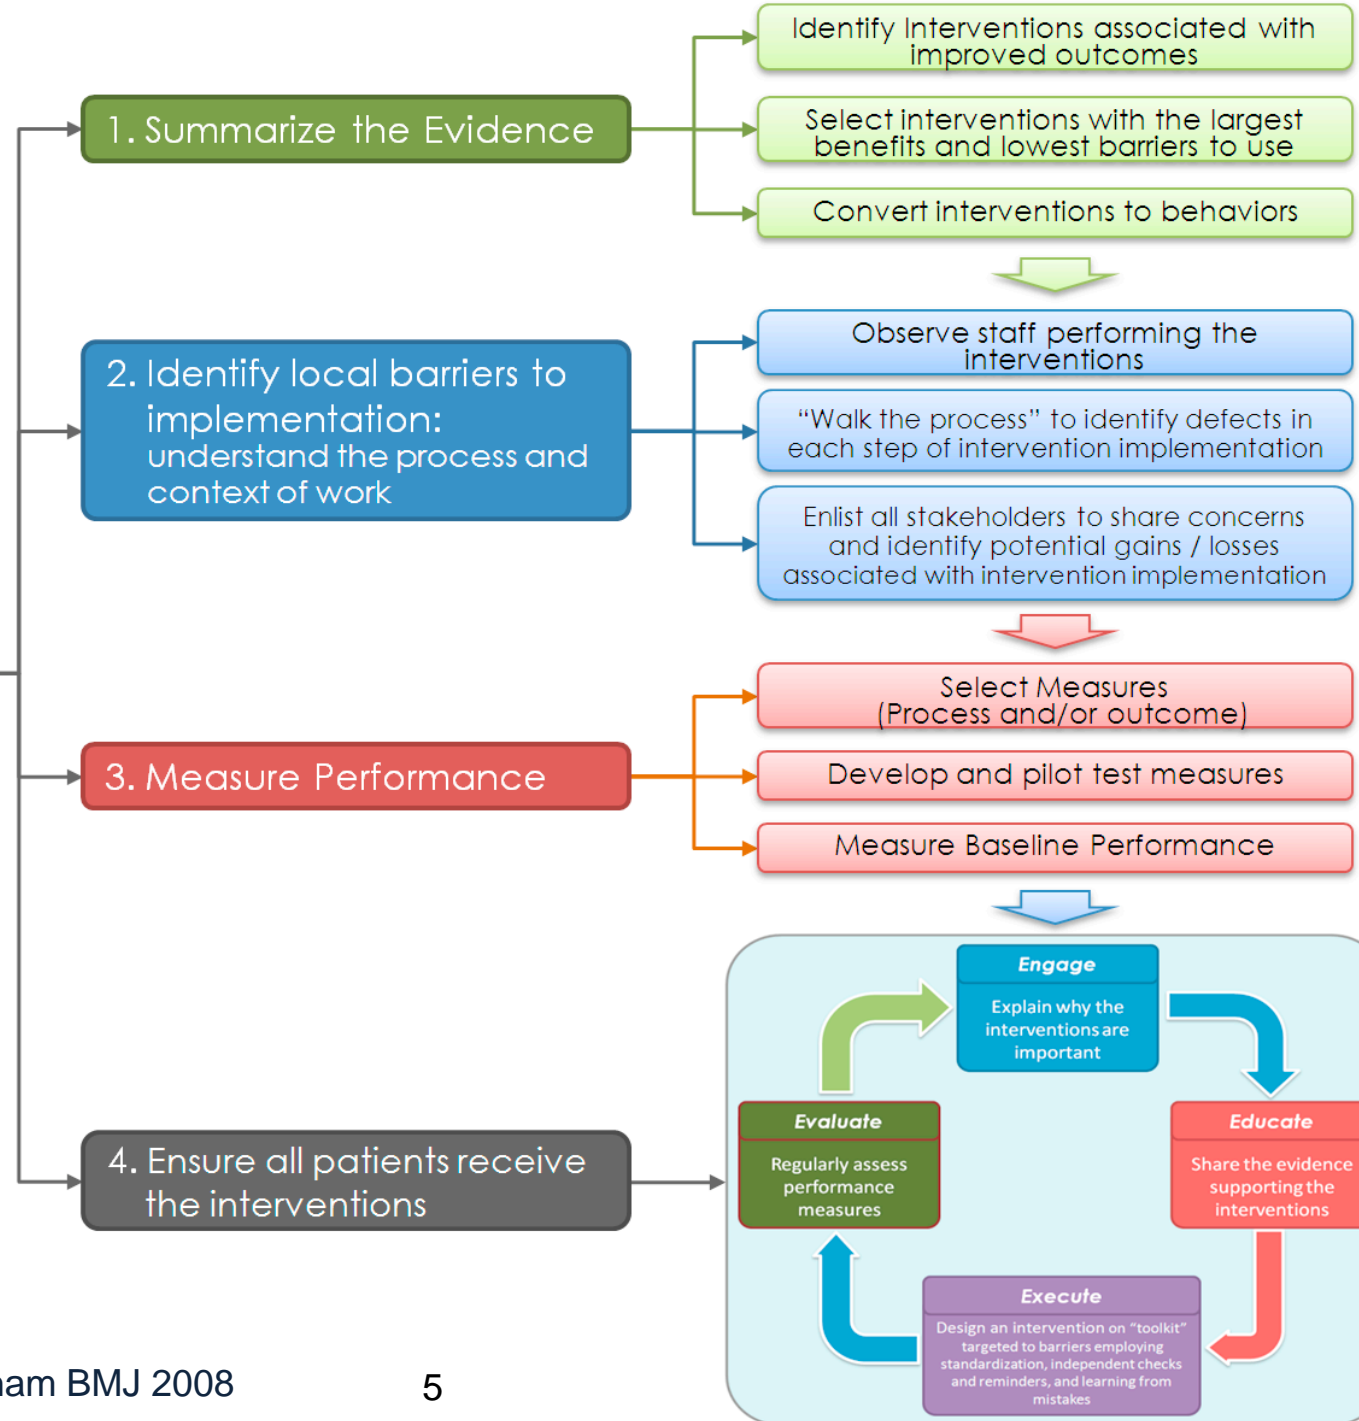 Identify Interventions associated with
improved outcomes
1. Summarize the Evidence
Select interventions with the largest
benefits and lowest barriers to use
Convert interventions to behaviors
2. Identify local barriers to
implementation:
understand the process and
context of work
Observe staff performing the
interventions
“Walk the process” to identify defects in
each step of intervention implementation
Enlist all stakeholders to share concerns
and identify potential gains / losses
associated with intervention implementation
3. Measure Performance
Select Measures
(Process and/or outcome)
Develop and pilot test measures
Measure Baseline Performance
4. Ensure all patients receive
the interventions
Engage
Explain why the
interventions are
important
Educate
Share the evidence
supporting the
interventions
Execute
Design an intervention on “toolkit”
targeted to barriers employing
standardization, independent checks
and reminders, and learning from
mistakes
Evaluate
Regularly assess
performance
measures
am BMJ 2008
5